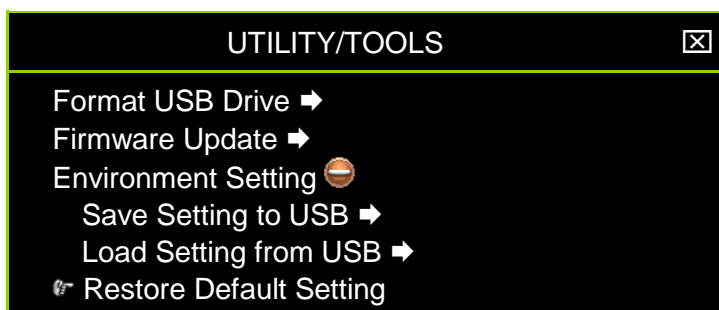 UTILITY/TOOLS
Format USB Drive
Firmware Update
Environment Setting
Save Setting to USB
Load Setting from USB
Restore Default Setting